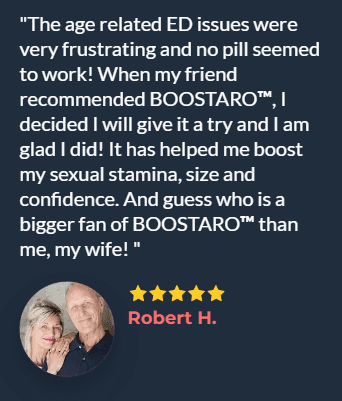 "The age related ED issues were
very frustrating and no pill seemed
to work! When my friend
recommended BOOSTARO™, I
decided I will give it a try and I am
glad I did! It has helped me boost
my sexual stamina, size and
confidence. And guess who is a
bigger fan of BOOSTARO™ than
me, my wife! "
Robert H.